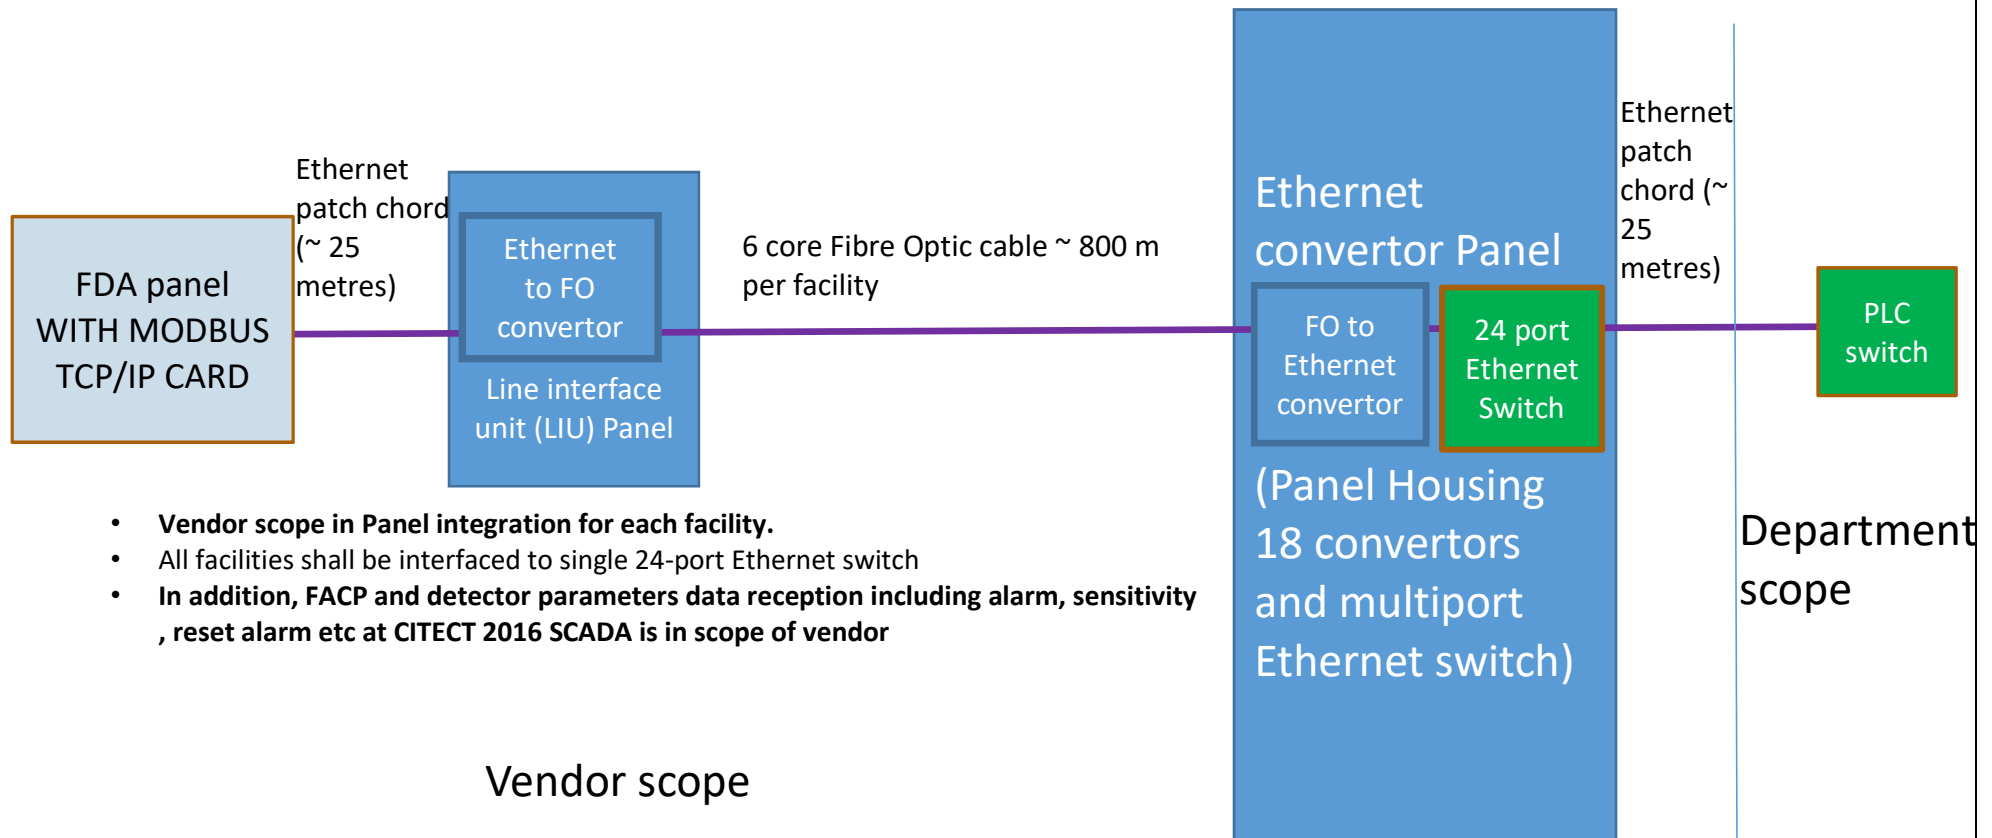 FDA panel
WITH MODBUS
TCP/IP CARD
Ethernet
patch chord
(~ 25
metres)
Ethernet
to FO
convertor
Line interface
unit (LIU) Panel
6 core Fibre Optic cable ~ 800 m
per facility
Ethernet
convertor Panel
FO to
Ethernet
convertor
24 port
Ethernet
Switch
(Panel Housing
18 convertors
and multiport
Ethernet switch)
Ethernet
patch
chord (~
25
metres)
PLC
switch
Department
scope
• Vendor scope in Panel integration for each facility.
• All facilities shall be interfaced to single 24-port Ethernet switch
• In addition, FACP and detector parameters data reception including alarm, sensitivity
, reset alarm etc at CITECT 2016 SCADA is in scope of vendor
Vendor scope